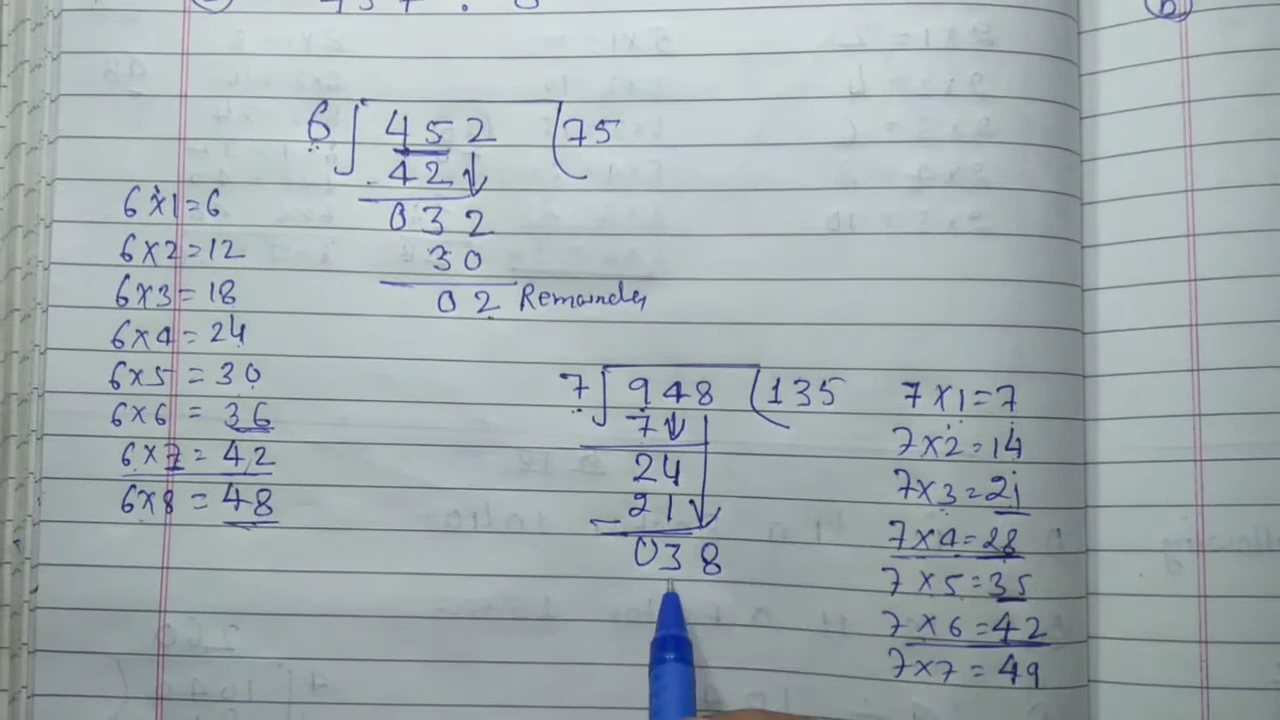 6 452 75
42
032
30
02 Remainder
6x1=6
6x2=12
6x3=18
6x4=24
6x5=30
6x6=36
6x7=42
6x8=48
7 948 135
7
24
- 21
038
7x1=7
7x2=14
7x3=21
7x4=28
7x5=35
7x6=42
7x7=49